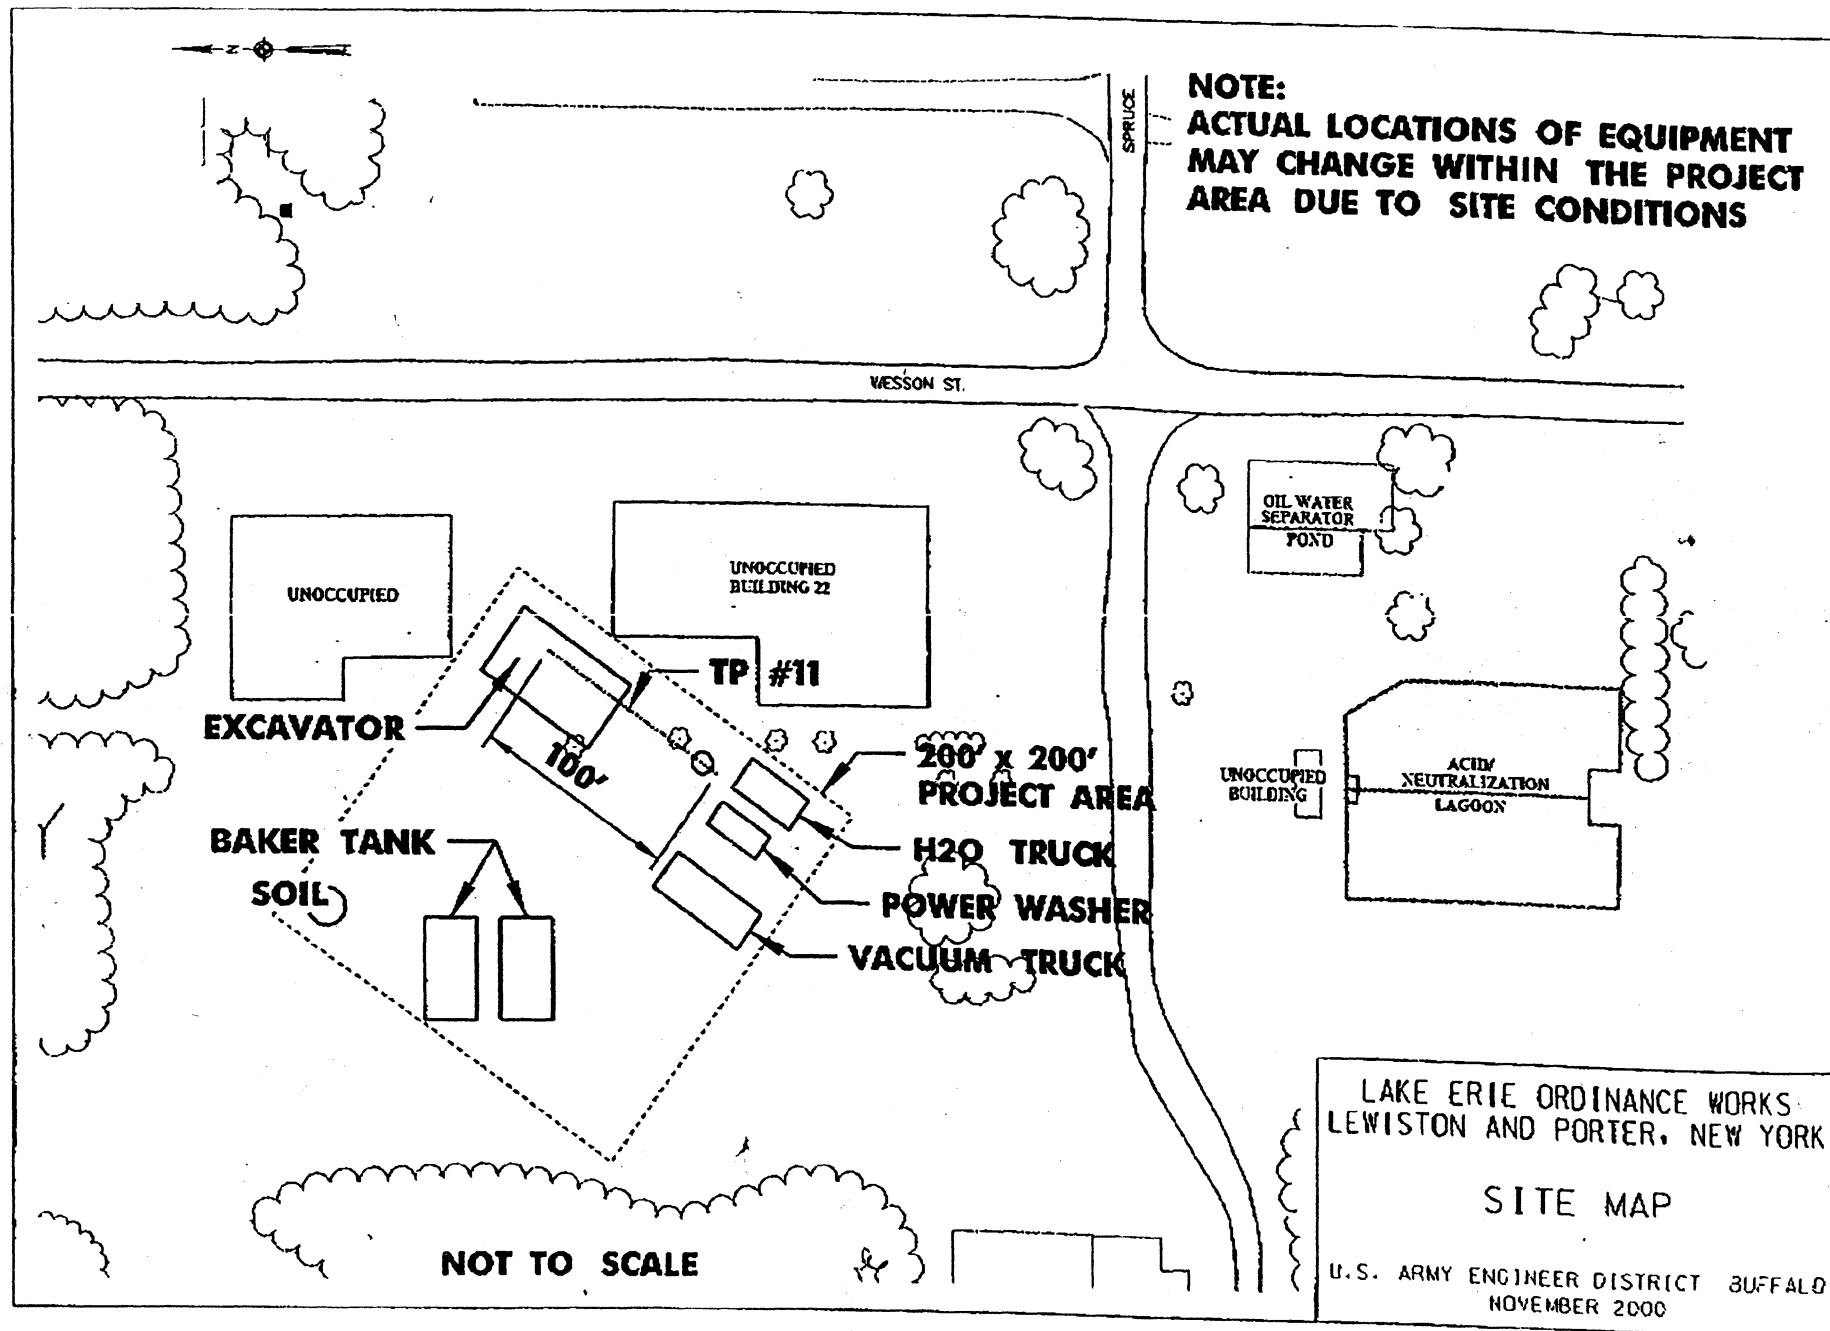 N
SPRUCE
NOTE:
ACTUAL LOCATIONS OF EQUIPMENT
MAY CHANGE WITHIN THE PROJECT
AREA DUE TO SITE CONDITIONS
WESSON ST.
OIL WATER
SEPARATOR
POND
UNOCCUPIED
UNOCCUPIED
BUILDING 22
TP #11
EXCAVATOR
100'
200' x 200'
PROJECT AREA
UNOCCUPIED
BUILDING
ACID/
NEUTRALIZATION
LAGOON
BAKER TANK
H2O TRUCK
SOIL
POWER WASHER
VACUUM TRUCK
NOT TO SCALE
LAKE ERIE ORDINANCE WORKS
LEWISTON AND PORTER, NEW YORK
SITE MAP
U.S. ARMY ENGINEER DISTRICT BUFFALO
NOVEMBER 2000